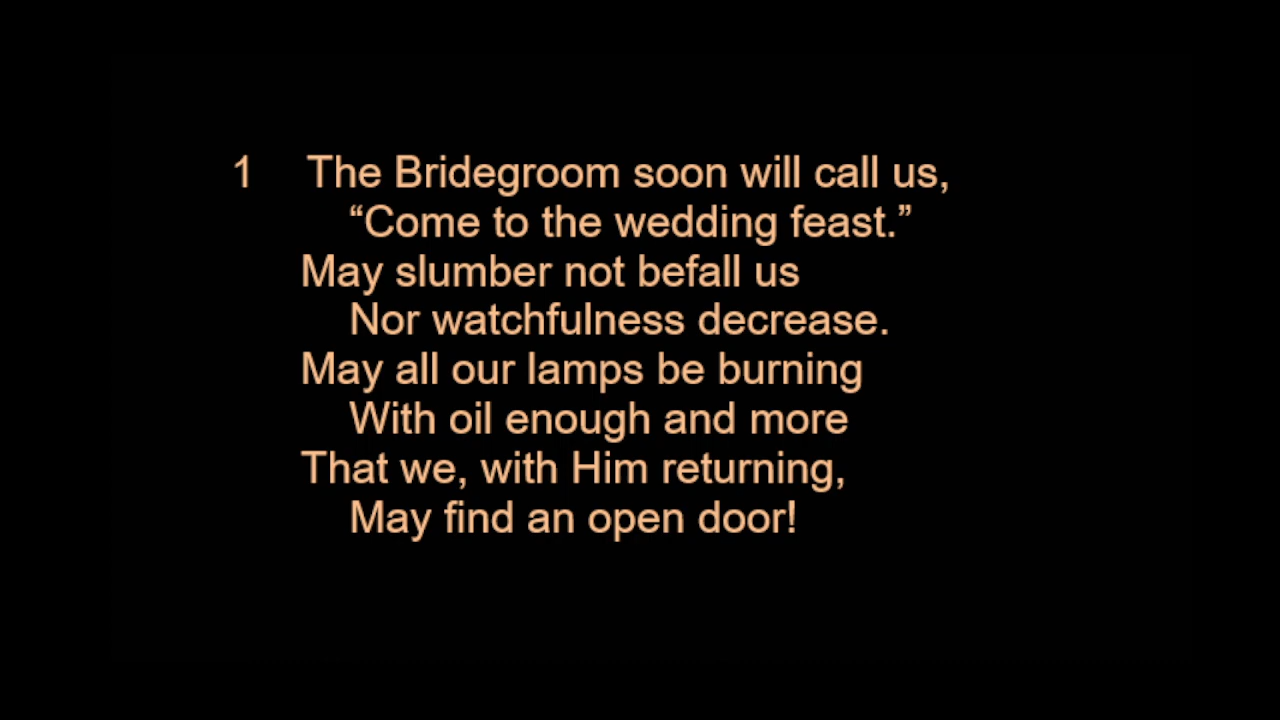 1 The Bridegroom soon will call us,
“Come to the wedding feast.”
May slumber not befall us
Nor watchfulness decrease.
May all our lamps be burning
With oil enough and more
That we, with Him returning,
May find an open door!